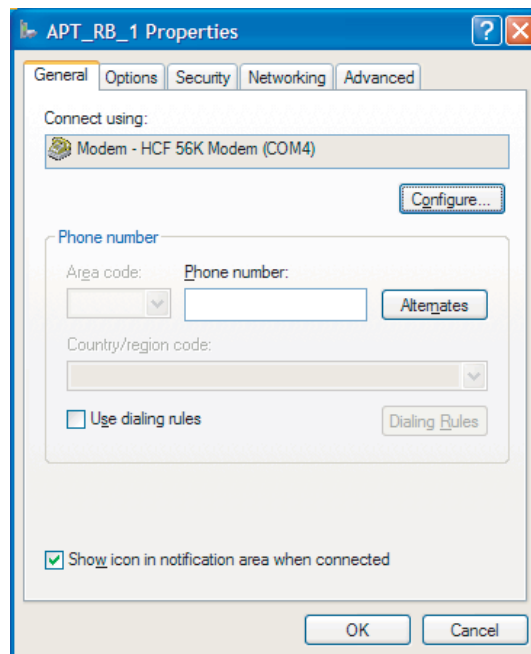 APT_RB_1 Properties
General Options Security Networking Advanced
Connect using:
Modem - HCF 56K Modem (COM4)
Configure...
Phone number
Area code: Phone number:
Alternates
Country/region code:
Use dialing rules Dialing Rules
Show icon in notification area when connected
OK Cancel